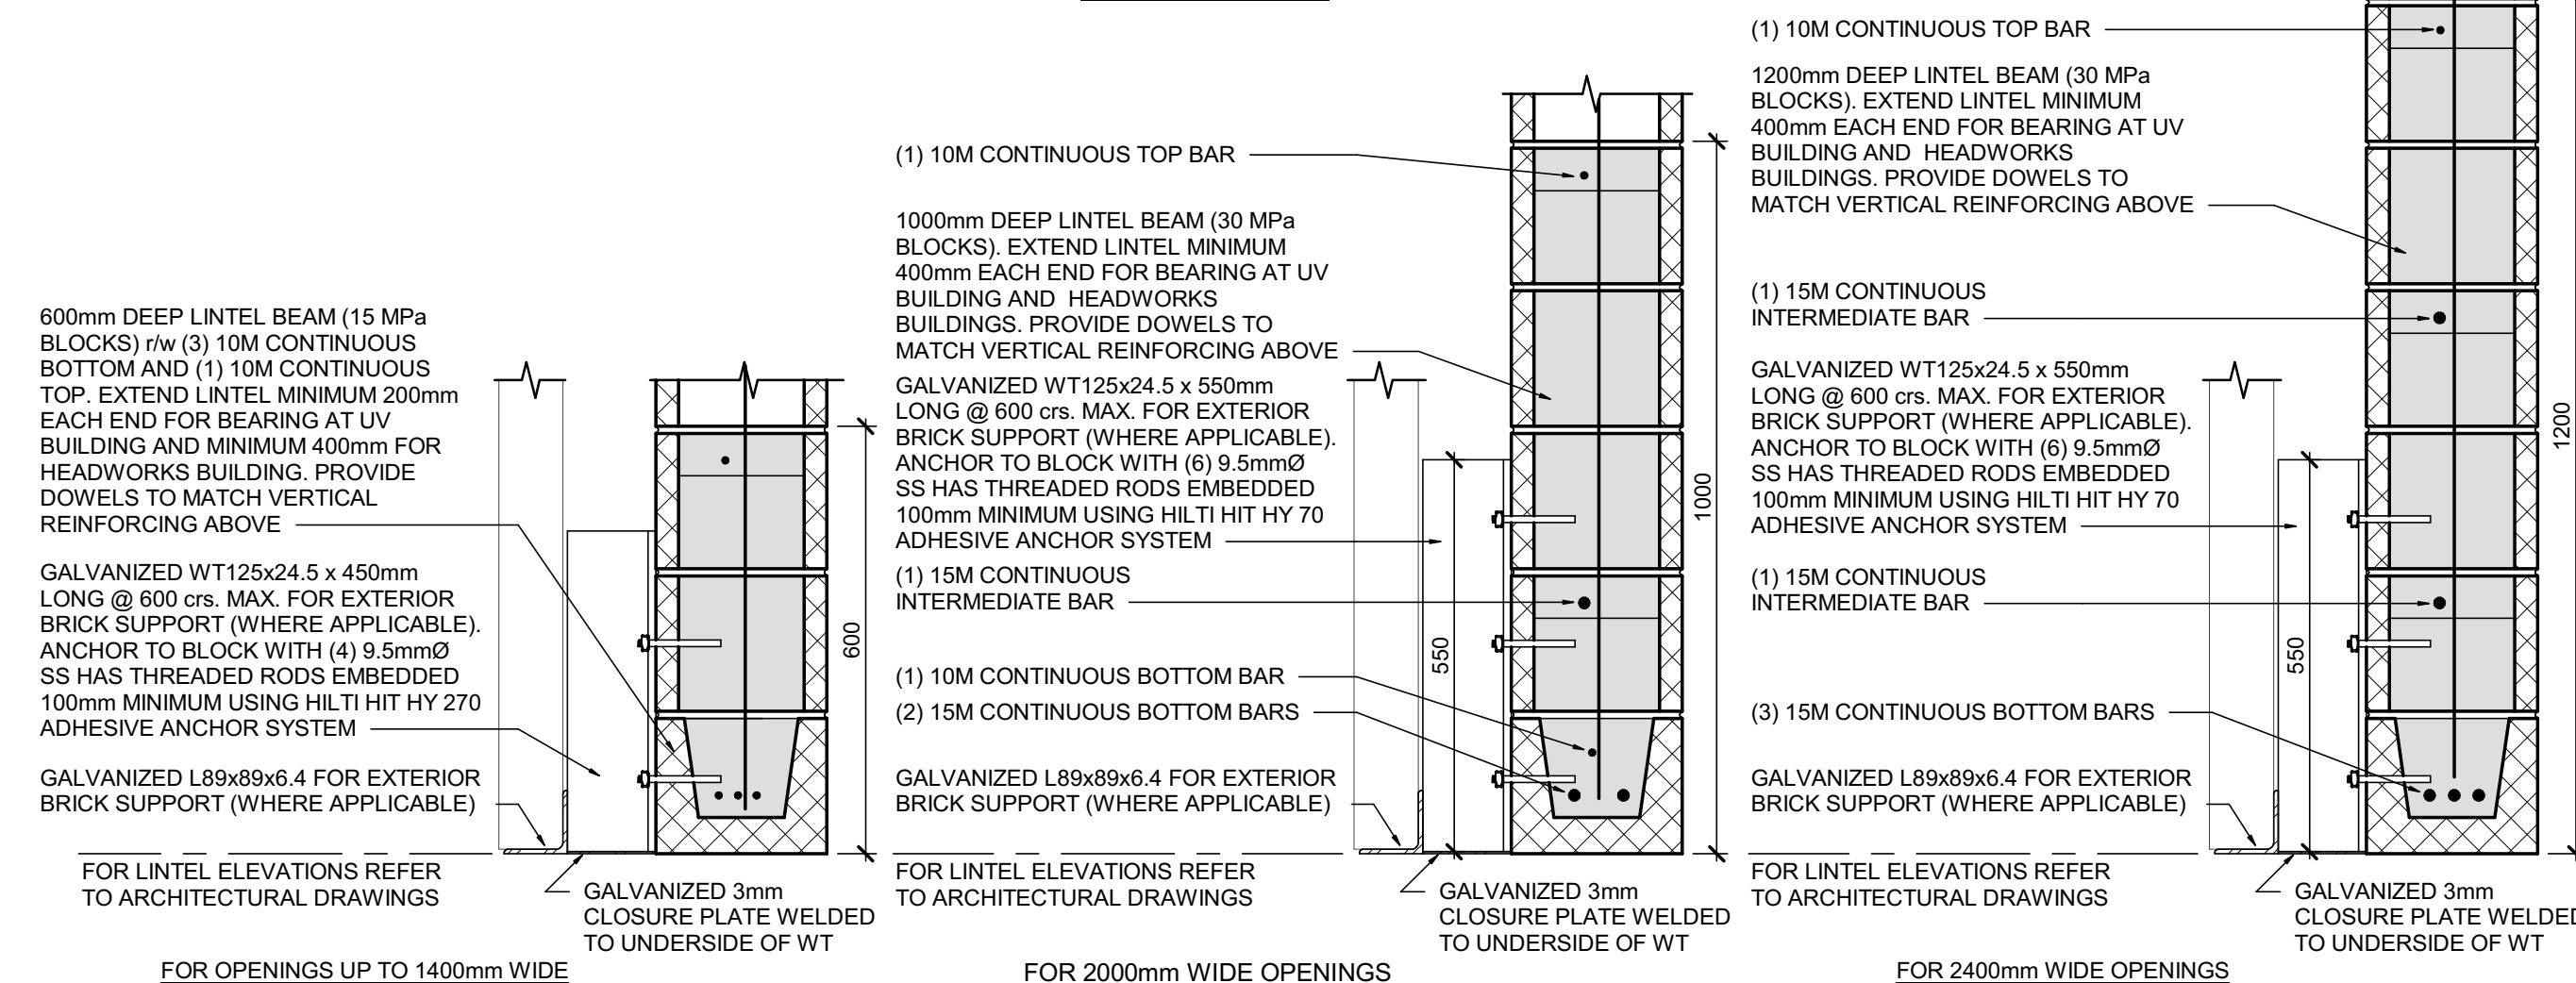 600mm DEEP LINTEL BEAM (15 MPa
BLOCKS) r/w (3) 10M CONTINUOUS
BOTTOM AND (1) 10M CONTINUOUS
TOP. EXTEND LINTEL MINIMUM 200mm
EACH END FOR BEARING AT UV
BUILDING AND MINIMUM 400mm FOR
HEADWORKS BUILDING. PROVIDE
DOWELS TO MATCH VERTICAL
REINFORCING ABOVE
GALVANIZED WT125x24.5 x 450mm
LONG @ 600 crs. MAX. FOR EXTERIOR
BRICK SUPPORT (WHERE APPLICABLE).
ANCHOR TO BLOCK WITH (4) 9.5mmØ
SS HAS THREADED RODS EMBEDDED
100mm MINIMUM USING HILTI HIT HY 270
ADHESIVE ANCHOR SYSTEM
GALVANIZED L89x89x6.4 FOR EXTERIOR
BRICK SUPPORT (WHERE APPLICABLE)
FOR LINTEL ELEVATIONS REFER
TO ARCHITECTURAL DRAWINGS
600
GALVANIZED 3mm
CLOSURE PLATE WELDED
TO UNDERSIDE OF WT
FOR OPENINGS UP TO 1400mm WIDE
(1) 10M CONTINUOUS TOP BAR
1000mm DEEP LINTEL BEAM (30 MPa
BLOCKS). EXTEND LINTEL MINIMUM
400mm EACH END FOR BEARING AT UV
BUILDING AND HEADWORKS
BUILDINGS. PROVIDE DOWELS TO
MATCH VERTICAL REINFORCING ABOVE
GALVANIZED WT125x24.5 x 550mm
LONG @ 600 crs. MAX. FOR EXTERIOR
BRICK SUPPORT (WHERE APPLICABLE).
ANCHOR TO BLOCK WITH (6) 9.5mmØ
SS HAS THREADED RODS EMBEDDED
100mm MINIMUM USING HILTI HIT HY 70
ADHESIVE ANCHOR SYSTEM
(1) 15M CONTINUOUS
INTERMEDIATE BAR
(1) 10M CONTINUOUS BOTTOM BAR
(2) 15M CONTINUOUS BOTTOM BARS
GALVANIZED L89x89x6.4 FOR EXTERIOR
BRICK SUPPORT (WHERE APPLICABLE)
FOR LINTEL ELEVATIONS REFER
TO ARCHITECTURAL DRAWINGS
550
1000
GALVANIZED 3mm
CLOSURE PLATE WELDED
TO UNDERSIDE OF WT
FOR 2000mm WIDE OPENINGS
(1) 10M CONTINUOUS TOP BAR
1200mm DEEP LINTEL BEAM (30 MPa
BLOCKS). EXTEND LINTEL MINIMUM
400mm EACH END FOR BEARING AT UV
BUILDING AND HEADWORKS
BUILDINGS. PROVIDE DOWELS TO
MATCH VERTICAL REINFORCING ABOVE
(1) 15M CONTINUOUS
INTERMEDIATE BAR
GALVANIZED WT125x24.5 x 550mm
LONG @ 600 crs. MAX. FOR EXTERIOR
BRICK SUPPORT (WHERE APPLICABLE).
ANCHOR TO BLOCK WITH (6) 9.5mmØ
SS HAS THREADED RODS EMBEDDED
100mm MINIMUM USING HILTI HIT HY 70
ADHESIVE ANCHOR SYSTEM
(1) 15M CONTINUOUS
INTERMEDIATE BAR
(3) 15M CONTINUOUS BOTTOM BARS
GALVANIZED L89x89x6.4 FOR EXTERIOR
BRICK SUPPORT (WHERE APPLICABLE)
FOR LINTEL ELEVATIONS REFER
TO ARCHITECTURAL DRAWINGS
550
1200
GALVANIZED 3mm
CLOSURE PLATE WELDED
TO UNDERSIDE OF WT
FOR 2400mm WIDE OPENINGS